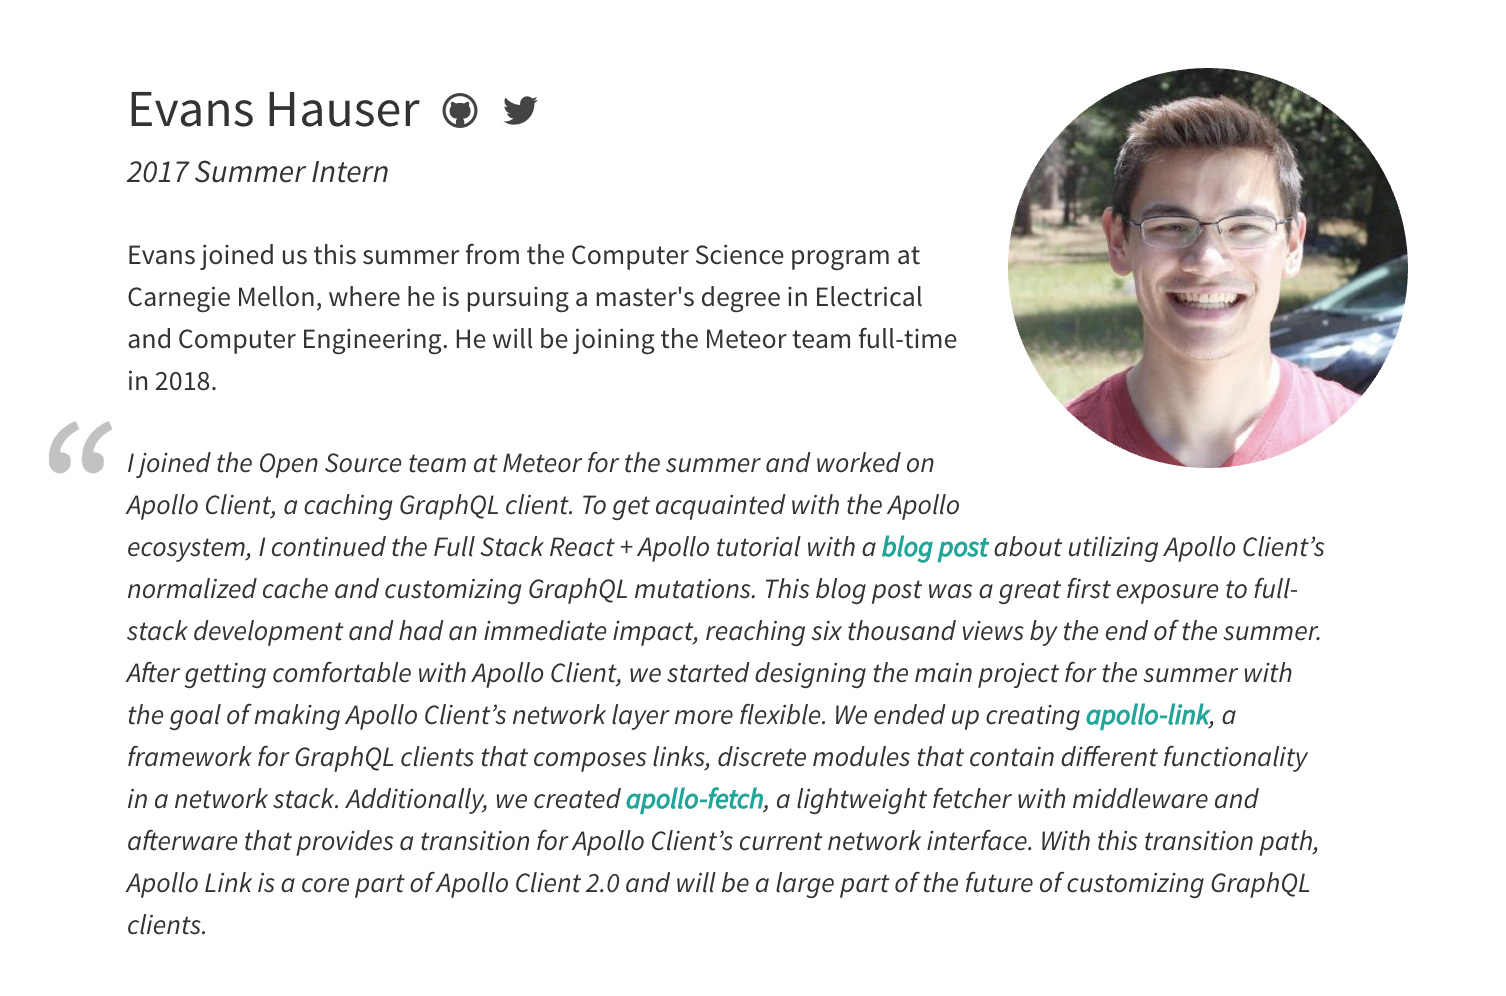 Evans Hauser
2017 Summer Intern
Evans joined us this summer from the Computer Science program at
Carnegie Mellon, where he is pursuing a master's degree in Electrical
and Computer Engineering. He will be joining the Meteor team full-time
in 2018.
“ I joined the Open Source team at Meteor for the summer and worked on
Apollo Client, a caching GraphQL client. To get acquainted with the Apollo
ecosystem, I continued the Full Stack React + Apollo tutorial with a blog post about utilizing Apollo Client’s
normalized cache and customizing GraphQL mutations. This blog post was a great first exposure to full-
stack development and had an immediate impact, reaching six thousand views by the end of the summer.
After getting comfortable with Apollo Client, we started designing the main project for the summer with
the goal of making Apollo Client’s network layer more flexible. We ended up creating apollo-link, a
framework for GraphQL clients that composes links, discrete modules that contain different functionality
in a network stack. Additionally, we created apollo-fetch, a lightweight fetcher with middleware and
afterware that provides a transition for Apollo Client’s current network interface. With this transition path,
Apollo Link is a core part of Apollo Client 2.0 and will be a large part of the future of customizing GraphQL
clients.